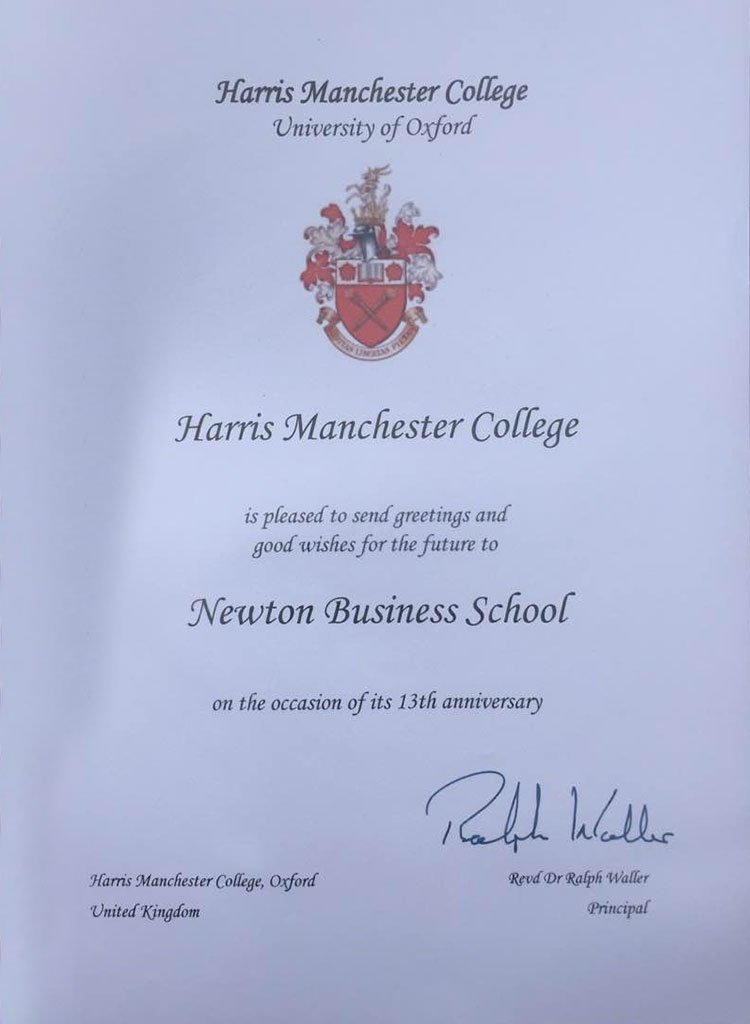 Harris Manchester College
University of Oxford
Harris Manchester College
is pleased to send greetings and
good wishes for the future to
Newton Business School
on the occasion of its 13th anniversary
Ralph Waller
Harris Manchester College, Oxford
United Kingdom
Revd Dr Ralph Waller
Principal